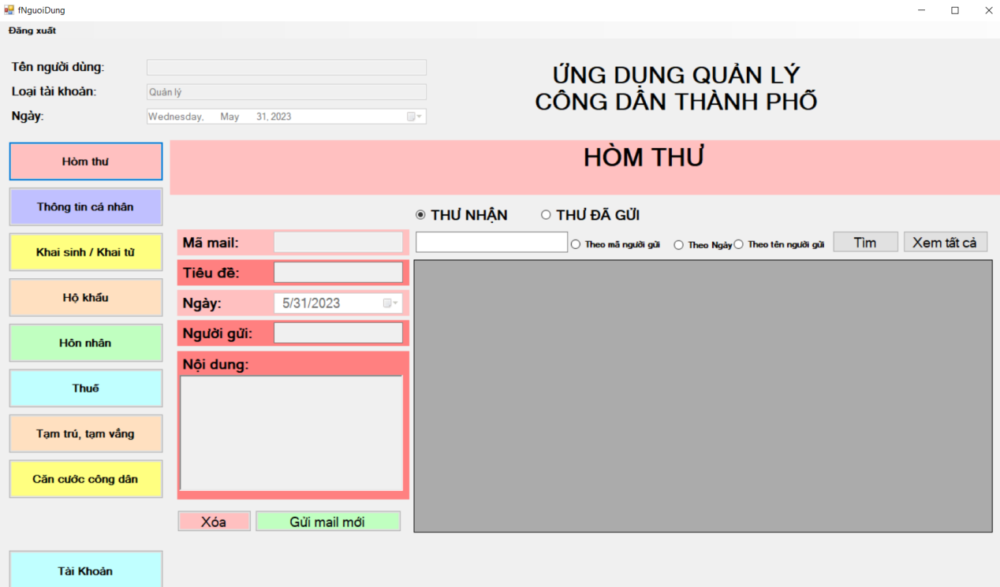 fNguoiDung
Đăng xuất
Tên người dùng:
Loại tài khoản:
Quản lý
Ngày:
Wednesday, May 31, 2023
ỨNG DỤNG QUẢN LÝ
CÔNG DÂN THÀNH PHỐ
Hòm thư
Thông tin cá nhân
Khai sinh / Khai tử
Hộ khẩu
Hôn nhân
Thuế
Tạm trú, tạm vắng
Căn cước công dân
Tài Khoản
HÒM THƯ
THƯ NHẬN
THƯ ĐÃ GỬI
Mã mail:
Tiêu đề:
Ngày:
5/31/2023
Người gửi:
Nội dung:
Xóa
Gửi mail mới
Theo mã người gửi
Theo Ngày
Theo tên người gửi
Tìm
Xem tất cả